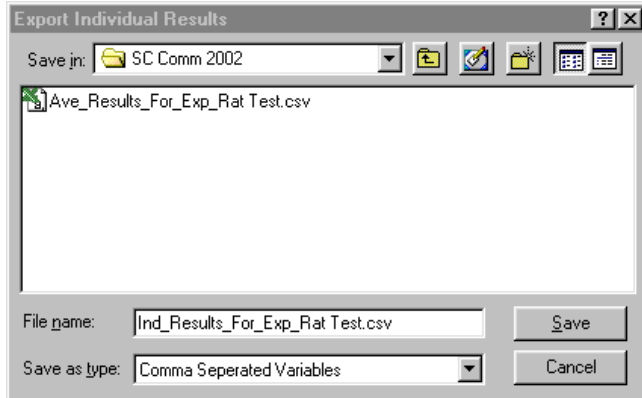 Export Individual Results
Save in: SC Comm 2002
Ave_Results_For_Exp_Rat Test.csv
File name: Ind_Results_For_Exp_Rat Test.csv Save
Save as type: Comma Seperated Variables Cancel